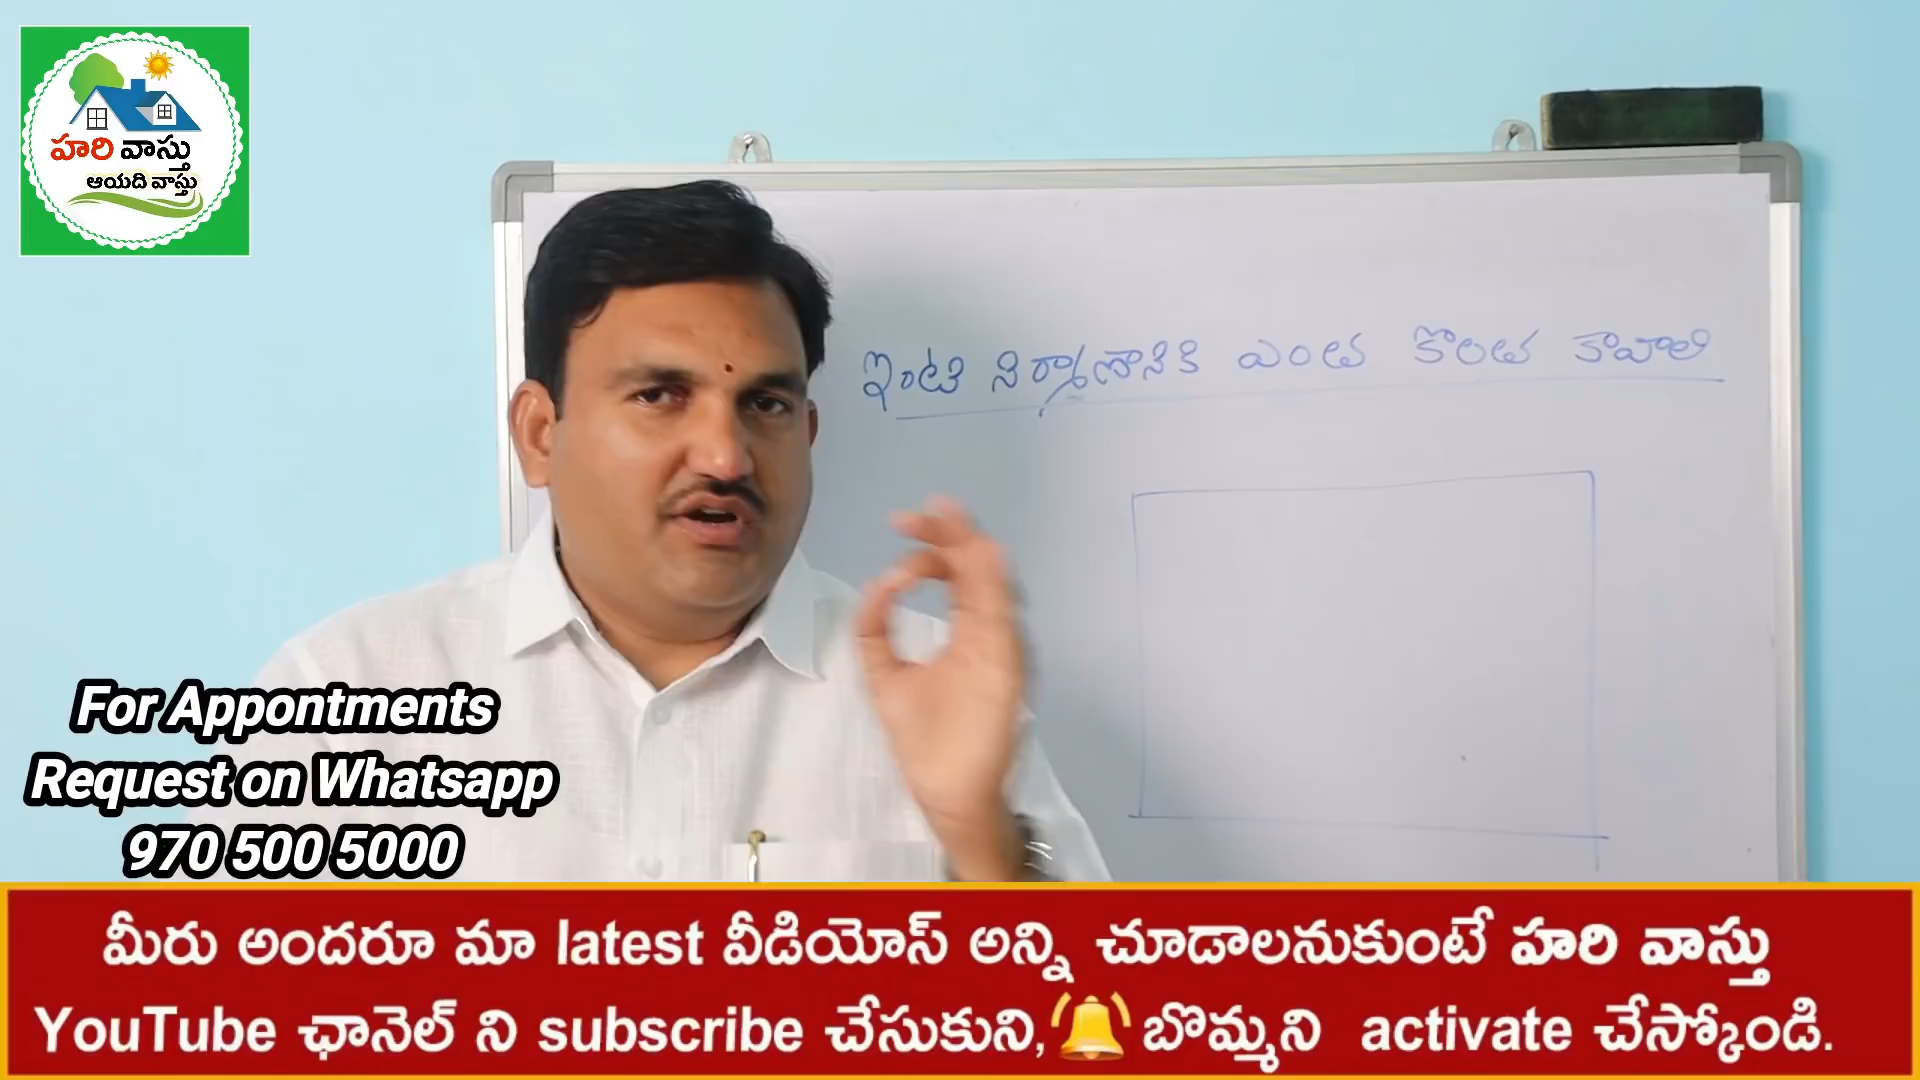 హరి వాస్తు
ఆయది వాస్తు
ఇంటి నిర్మాణానికి ఎంత కొలత కావాలి
For Appontments
Request on Whatsapp
970 500 5000
మీరు అందరూ మా latest వీడియోస్ అన్ని చూడాలనుకుంటే హరి వాస్తు
YouTube ఛానెల్ ని subscribe చేసుకుని,🔔బొమ్మని activate చేస్కోండి.